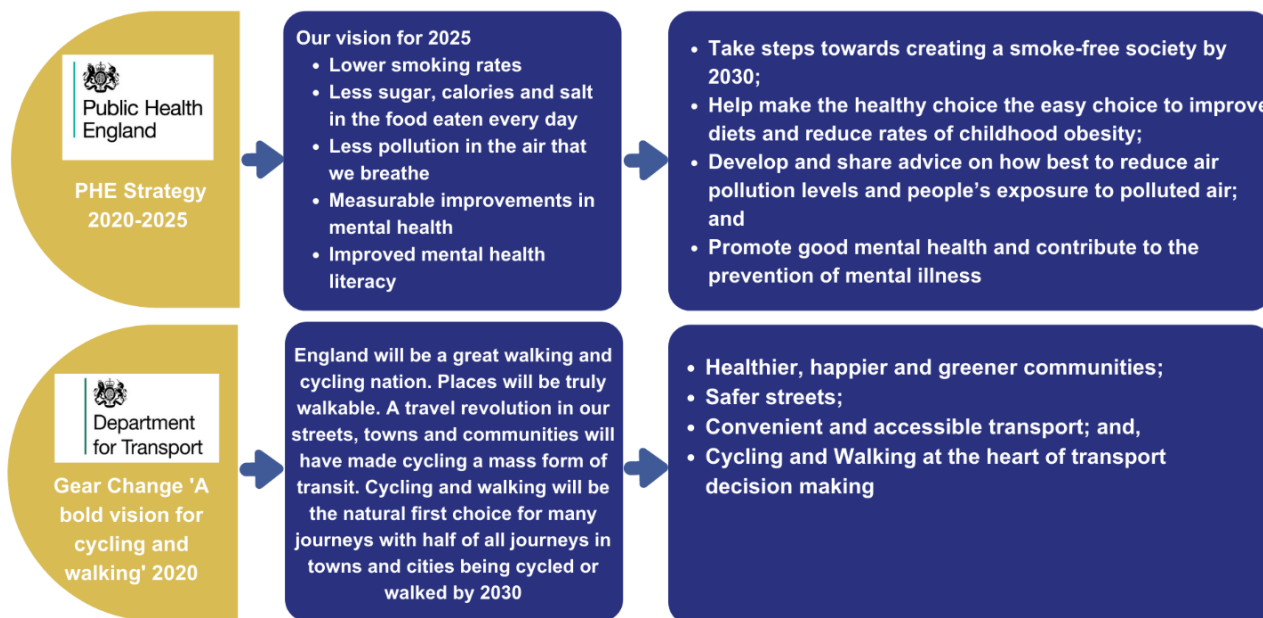 Public Health
England
PHE Strategy
2020-2025
Our vision for 2025
• Lower smoking rates
• Less sugar, calories and salt
in the food eaten every day
• Less pollution in the air that
we breathe
• Measurable improvements in
mental health
• Improved mental health
literacy
• Take steps towards creating a smoke-free society by
2030;
• Help make the healthy choice the easy choice to improve
diets and reduce rates of childhood obesity;
• Develop and share advice on how best to reduce air
pollution levels and people’s exposure to polluted air;
and
• Promote good mental health and contribute to the
prevention of mental illness
Department
for Transport
Gear Change 'A
bold vision for
cycling and
walking' 2020
England will be a great walking and
cycling nation. Places will be truly
walkable. A travel revolution in our
streets, towns and communities will
have made cycling a mass form of
transit. Cycling and walking will be
the natural first choice for many
journeys with half of all journeys in
towns and cities being cycled or
walked by 2030
• Healthier, happier and greener communities;
• Safer streets;
• Convenient and accessible transport; and,
• Cycling and Walking at the heart of transport
decision making